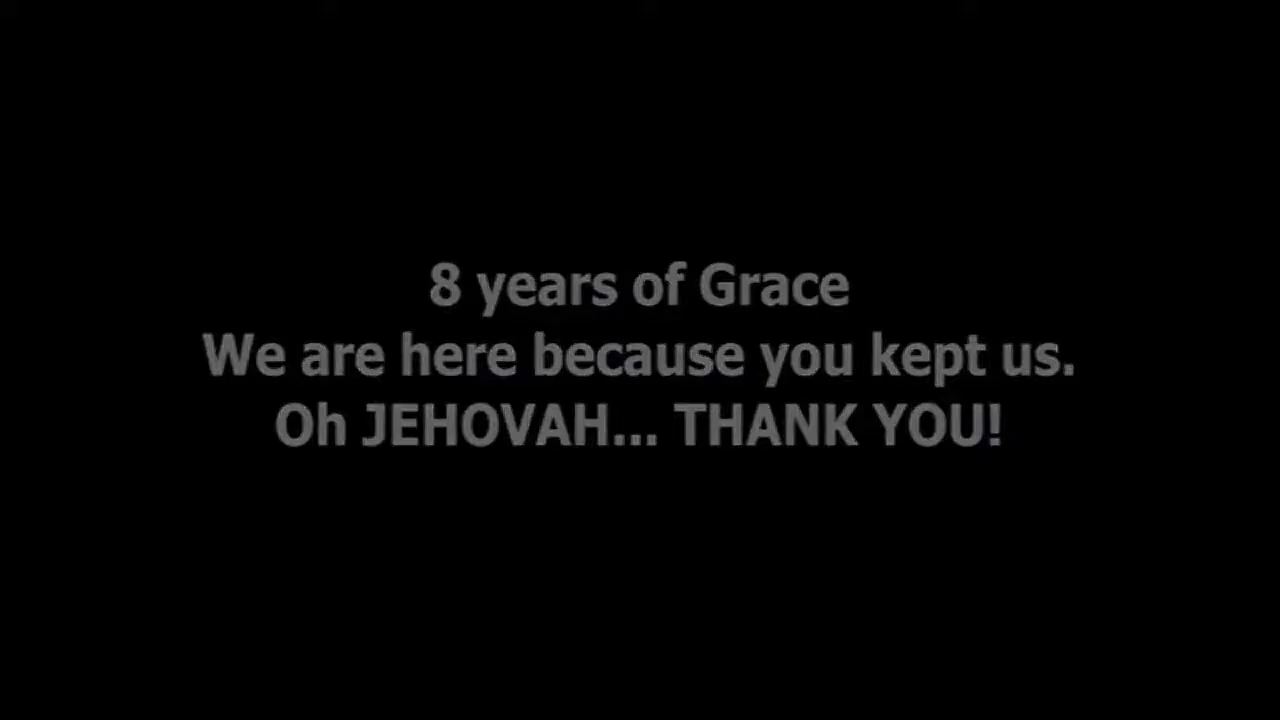 8 years of Grace
We are here because you kept us.
Oh JEHOVAH... THANK YOU!